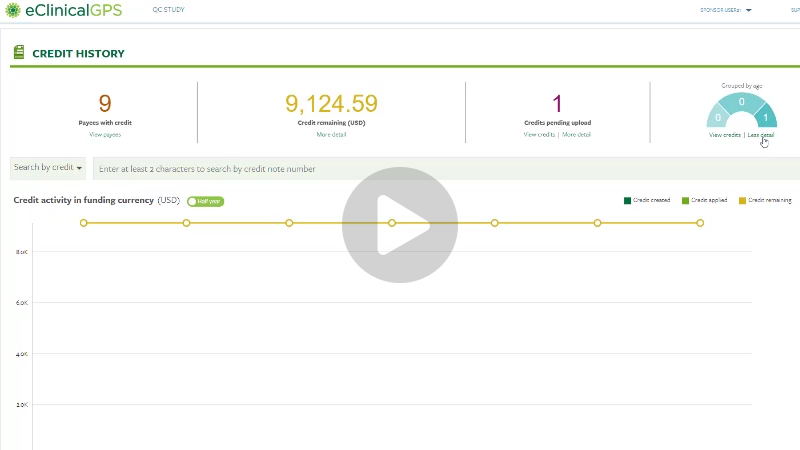 eClinicalGPS QC STUDY SPONSOR USER01
CREDIT HISTORY
9
Payees with credit
View payees
9,124.59
Credit remaining (USD)
More detail
1
Credits pending upload
View credits | More detail
Grouped by age
0
0 1
View credits | Less detail
Search by credit Enter at least 2 characters to search by credit note number
Credit activity in funding currency (USD) Half year
Credit created Credit applied Credit remaining
8.0K
6.0K
4.0K
2.0K